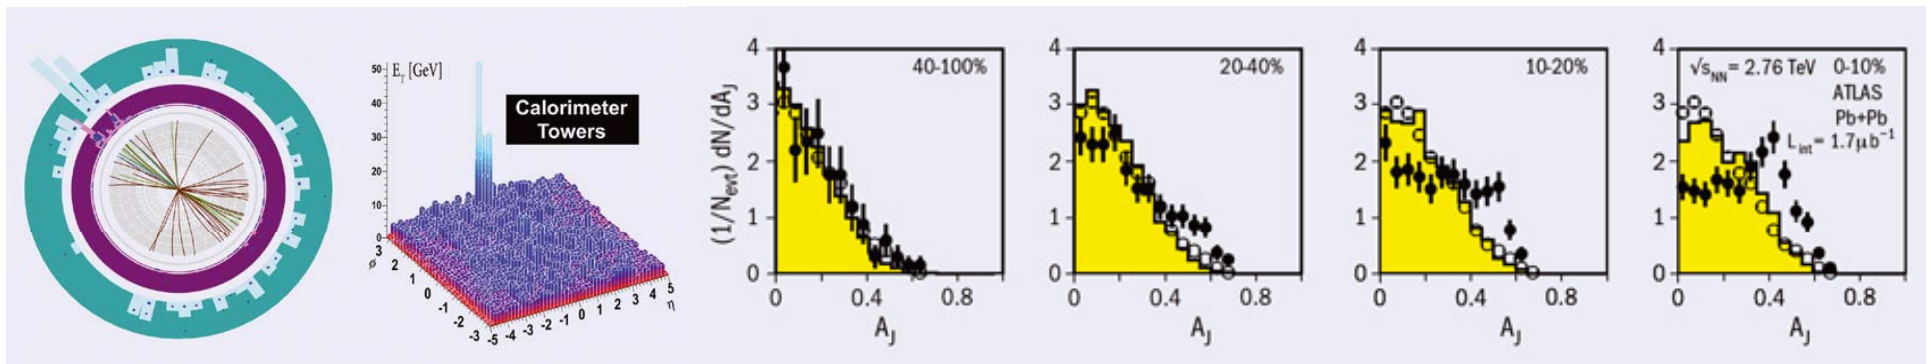 E_T [GeV]
50
40
30
20
10
0
Calorimeter
Towers
3
2
1
0
-1
-2
-3
ϕ
-5 -4 -3 -2 -1 0 1 2 3 4 5
η
(1/N_evt) dN/dA_J
4
3
2
1
0
40-100%
0 0.4 0.8
A_J
4
3
2
1
0
20-40%
0 0.4 0.8
A_J
4
3
2
1
0
10-20%
0 0.4 0.8
A_J
4
3
2
1
0
√s_NN = 2.76 TeV 0-10%
ATLAS
Pb+Pb
L_int = 1.7μb⁻¹
0 0.4 0.8
A_J